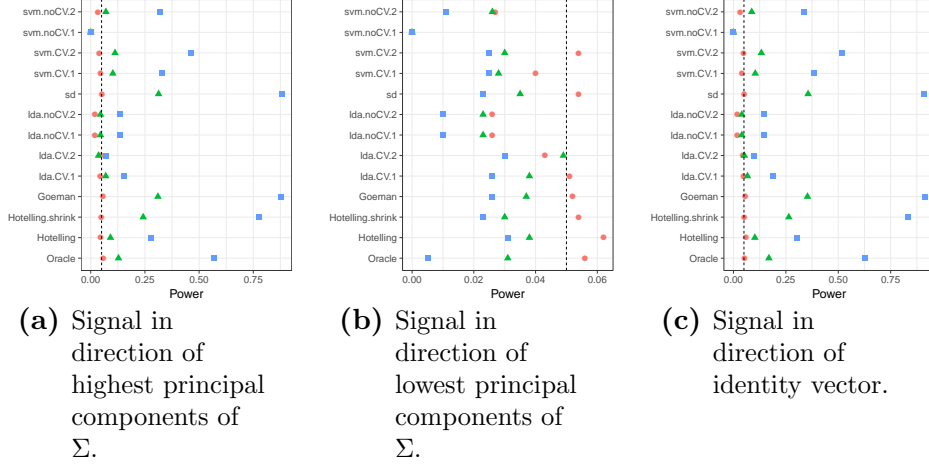 svm.noCV.2
svm.noCV.1
svm.CV.2
svm.CV.1
sd
lda.noCV.2
lda.noCV.1
lda.CV.2
lda.CV.1
Goeman
Hotelling.shrink
Hotelling
Oracle
0.00 0.25 0.50 0.75
Power
(a) Signal in
direction of
highest principal
components of
Σ.
svm.noCV.2
svm.noCV.1
svm.CV.2
svm.CV.1
sd
lda.noCV.2
lda.noCV.1
lda.CV.2
lda.CV.1
Goeman
Hotelling.shrink
Hotelling
Oracle
0.00 0.02 0.04 0.06
Power
(b) Signal in
direction of
lowest principal
components of
Σ.
svm.noCV.2
svm.noCV.1
svm.CV.2
svm.CV.1
sd
lda.noCV.2
lda.noCV.1
lda.CV.2
lda.CV.1
Goeman
Hotelling.shrink
Hotelling
Oracle
0.00 0.25 0.50 0.75
Power
(c) Signal in
direction of
identity vector.